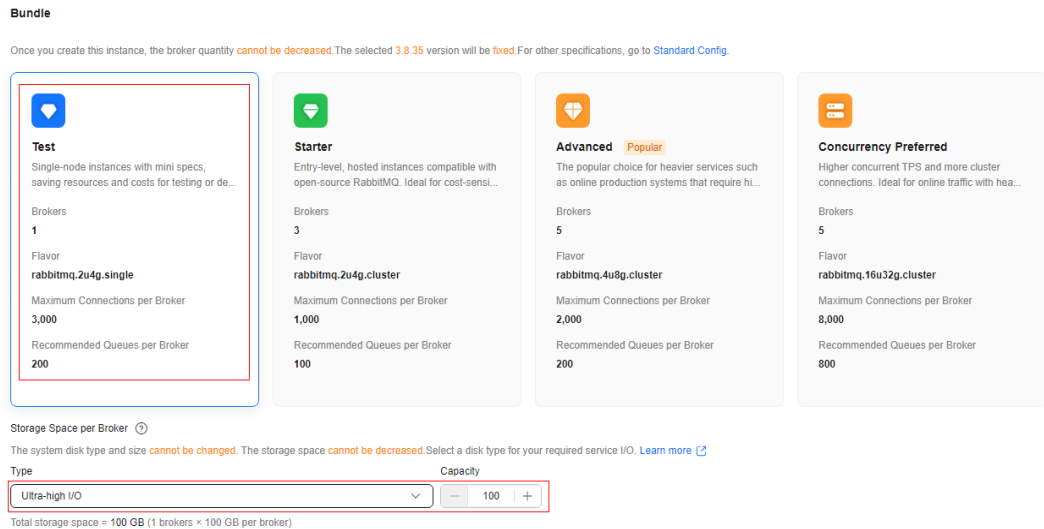 Bundle
Once you create this instance, the broker quantity cannot be decreased.The selected 3.8.35 version will be fixed.For other specifications, go to Standard Config.
Test
Single-node instances with mini specs,
saving resources and costs for testing or de...
Brokers
1
Flavor
rabbitmq.2u4g.single
Maximum Connections per Broker
3,000
Recommended Queues per Broker
200
Starter
Entry-level, hosted instances compatible with
open-source RabbitMQ. Ideal for cost-sensi...
Brokers
3
Flavor
rabbitmq.2u4g.cluster
Maximum Connections per Broker
1,000
Recommended Queues per Broker
100
Advanced Popular
The popular choice for heavier services such
as online production systems that require hi...
Brokers
5
Flavor
rabbitmq.4u8g.cluster
Maximum Connections per Broker
2,000
Recommended Queues per Broker
200
Concurrency Preferred
Higher concurrent TPS and more cluster
connections. Ideal for online traffic with hea...
Brokers
5
Flavor
rabbitmq.16u32g.cluster
Maximum Connections per Broker
8,000
Recommended Queues per Broker
800
Storage Space per Broker ?
The system disk type and size cannot be changed. The storage space cannot be decreased.Select a disk type for your required service I/O. Learn more
Type Capacity
Ultra-high I/O — 100 +
Total storage space = 100 GB (1 brokers × 100 GB per broker)